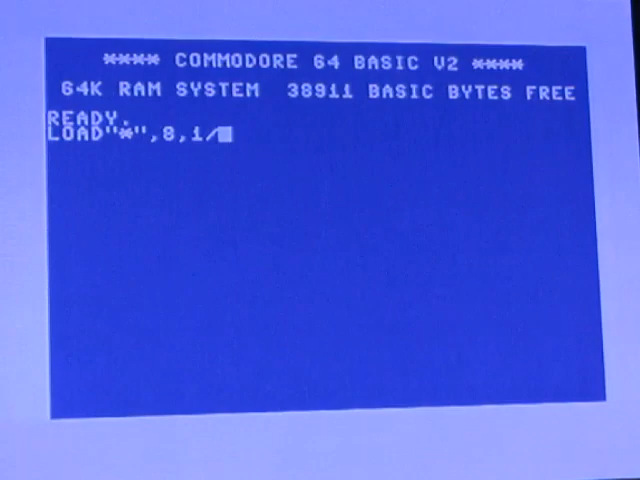 **** COMMODORE 64 BASIC V2 ****
64K RAM SYSTEM  38911 BASIC BYTES FREE
READY.
LOAD"*",8,1/